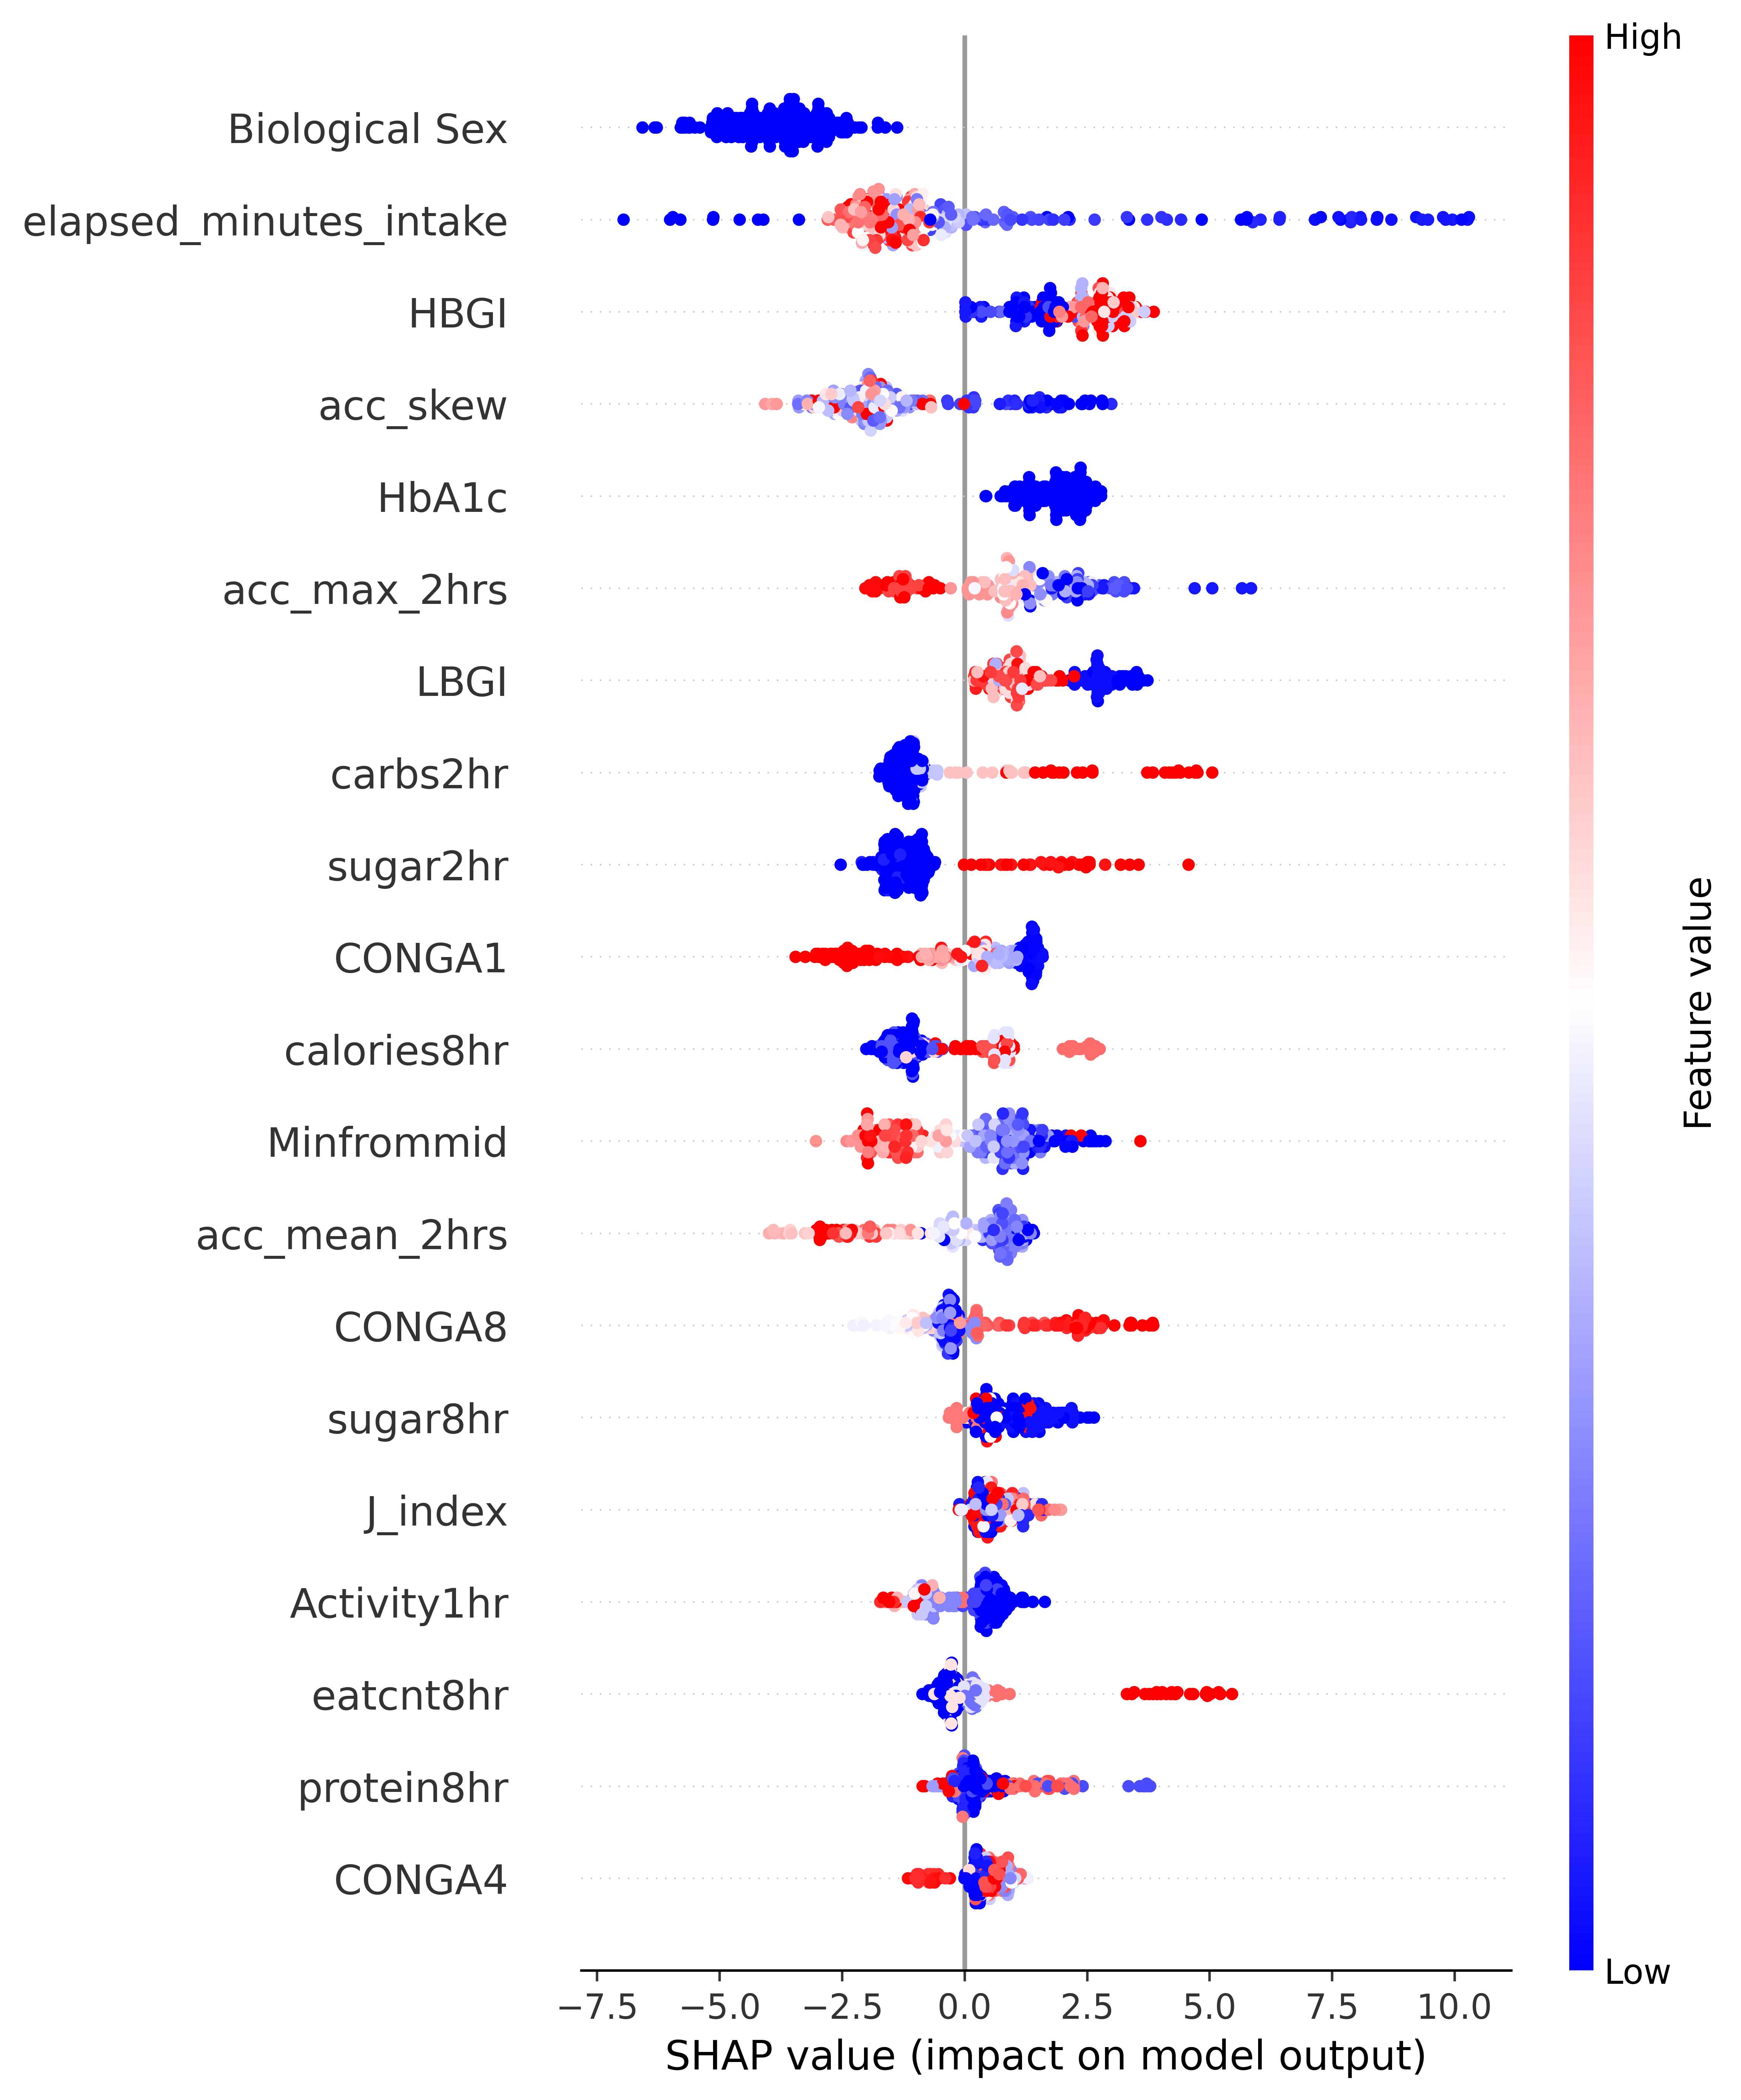 High
Biological Sex
elapsed_minutes_intake
HBGI
acc_skew
HbA1c
acc_max_2hrs
LBGI
carbs2hr
sugar2hr
CONGA1
calories8hr
Minfrommid
acc_mean_2hrs
CONGA8
sugar8hr
J_index
Activity1hr
eatcnt8hr
protein8hr
CONGA4
Feature value
Low
−7.5 −5.0 −2.5 0.0 2.5 5.0 7.5 10.0
SHAP value (impact on model output)